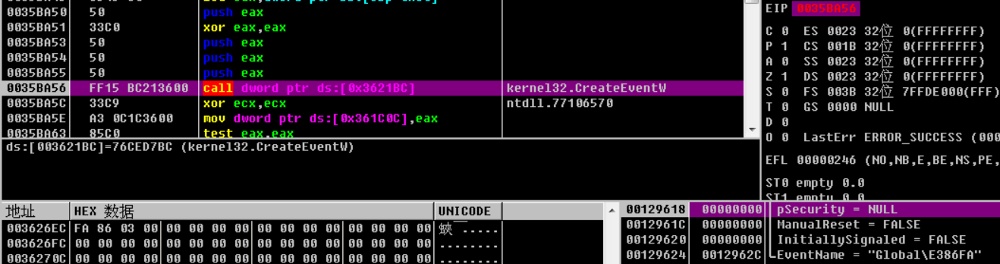 0035BA50 50 push eax
0035BA51 33C0 xor eax,eax
0035BA53 50 push eax
0035BA54 50 push eax
0035BA55 50 push eax
0035BA56 FF15 BC213600 call dword ptr ds:[0x3621BC] kernel32.CreateEventW
0035BA5C 33C9 xor ecx,ecx ntdll.77106570
0035BA5E A3 0C1C3600 mov dword ptr ds:[0x361C0C],eax
0035BA63 85C0 test eax,eax
ds:[003621BC]=76CED7BC (kernel32.CreateEventW)
EIP 0035BA56
C 0 ES 0023 32位 0(FFFFFFFF)
P 1 CS 001B 32位 0(FFFFFFFF)
A 0 SS 0023 32位 0(FFFFFFFF)
Z 1 DS 0023 32位 0(FFFFFFFF)
S 0 FS 003B 32位 7FFDE000(FFF)
T 0 GS 0000 NULL
D 0
O 0 LastErr ERROR_SUCCESS (000
EFL 00000246 (NO,NB,E,BE,NS,PE,
ST0 empty 0.0
ST1 empty 0.0
地址 HEX 数据 UNICODE
003626EC FA 86 03 00 00 00 00 00 00 00 00 00 00 00 00 00
003626FC 00 00 00 00 00 00 00 00 00 00 00 00 00 00 00 00 ........
0036270C 00 00 00 00 00 00 00 00 00 00 00 00 00 00 00 00 ........
00129618 00000000 pSecurity = NULL
0012961C 00000000 ManualReset = FALSE
00129620 00000000 InitiallySignaled = FALSE
00129624 0012962C EventName = "Global\E386FA"